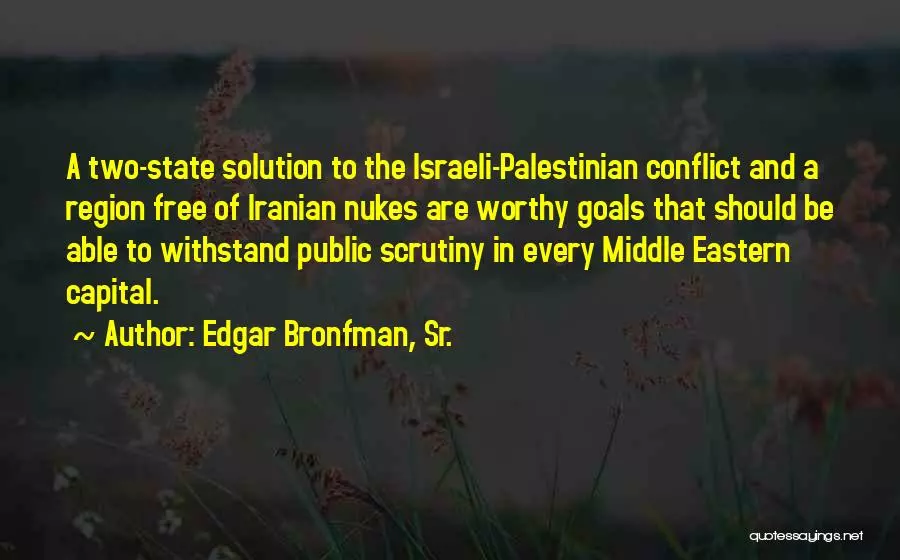 A two-state solution to the Israeli-Palestinian conflict and a
region free of Iranian nukes are worthy goals that should be
able to withstand public scrutiny in every Middle Eastern
capital.
~ Author: Edgar Bronfman, Sr.
quotessayings.net